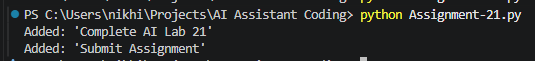 PS C:\Users\nikhi\Projects\AI Assistant Coding> python Assignment-21.py
Added: 'Complete AI Lab 21'
Added: 'Submit Assignment'